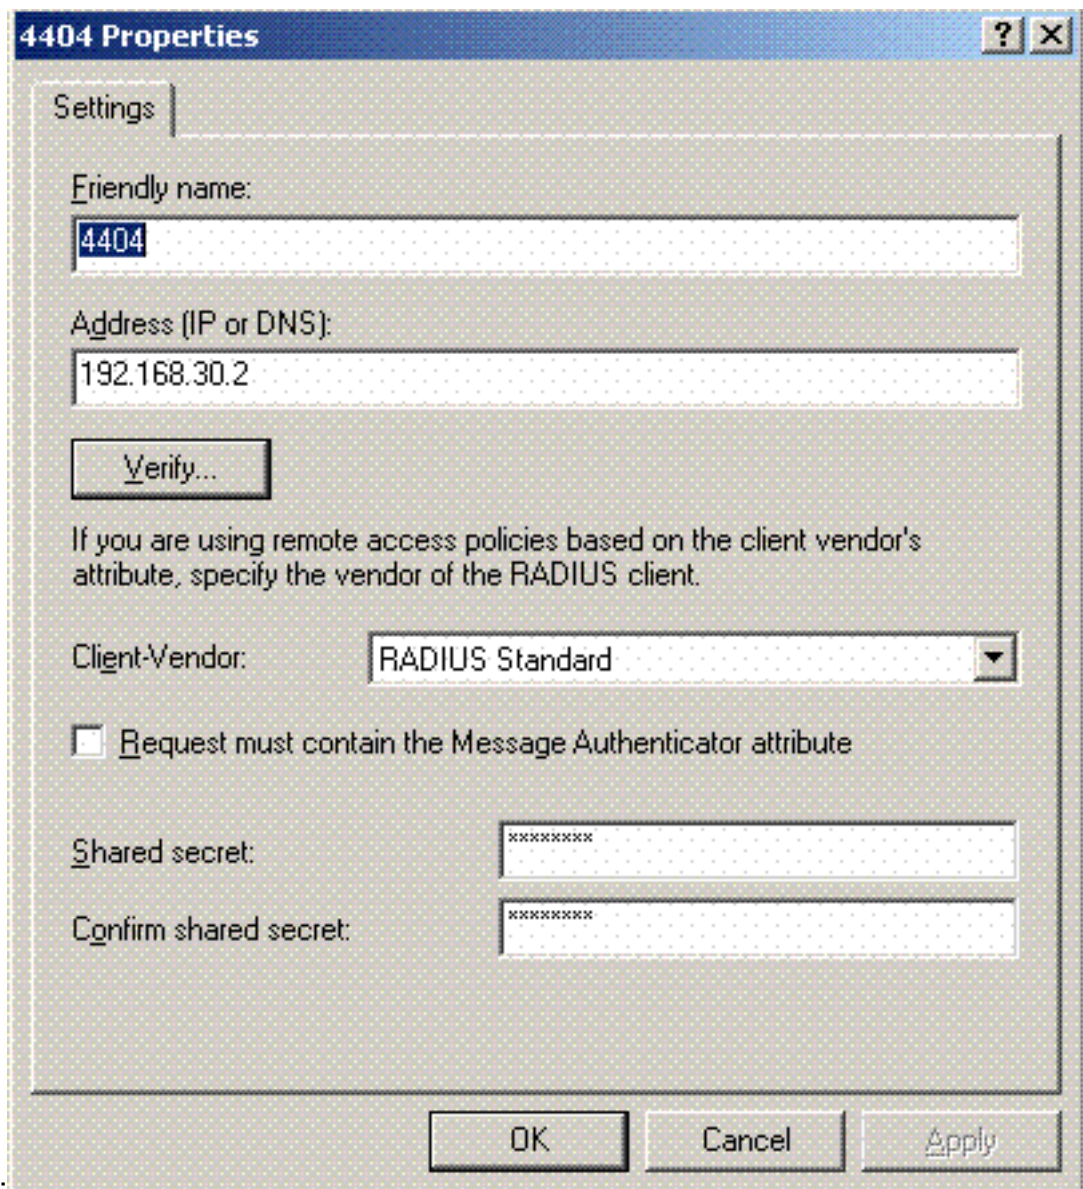 4404 Properties
Settings
Friendly name:
4404
Address (IP or DNS):
192.168.30.2
Verify...
If you are using remote access policies based on the client vendor's
attribute, specify the vendor of the RADIUS client.
Client-Vendor: RADIUS Standard
Request must contain the Message Authenticator attribute
Shared secret: xxxxxxxx
Confirm shared secret: xxxxxxxx
OK Cancel Apply